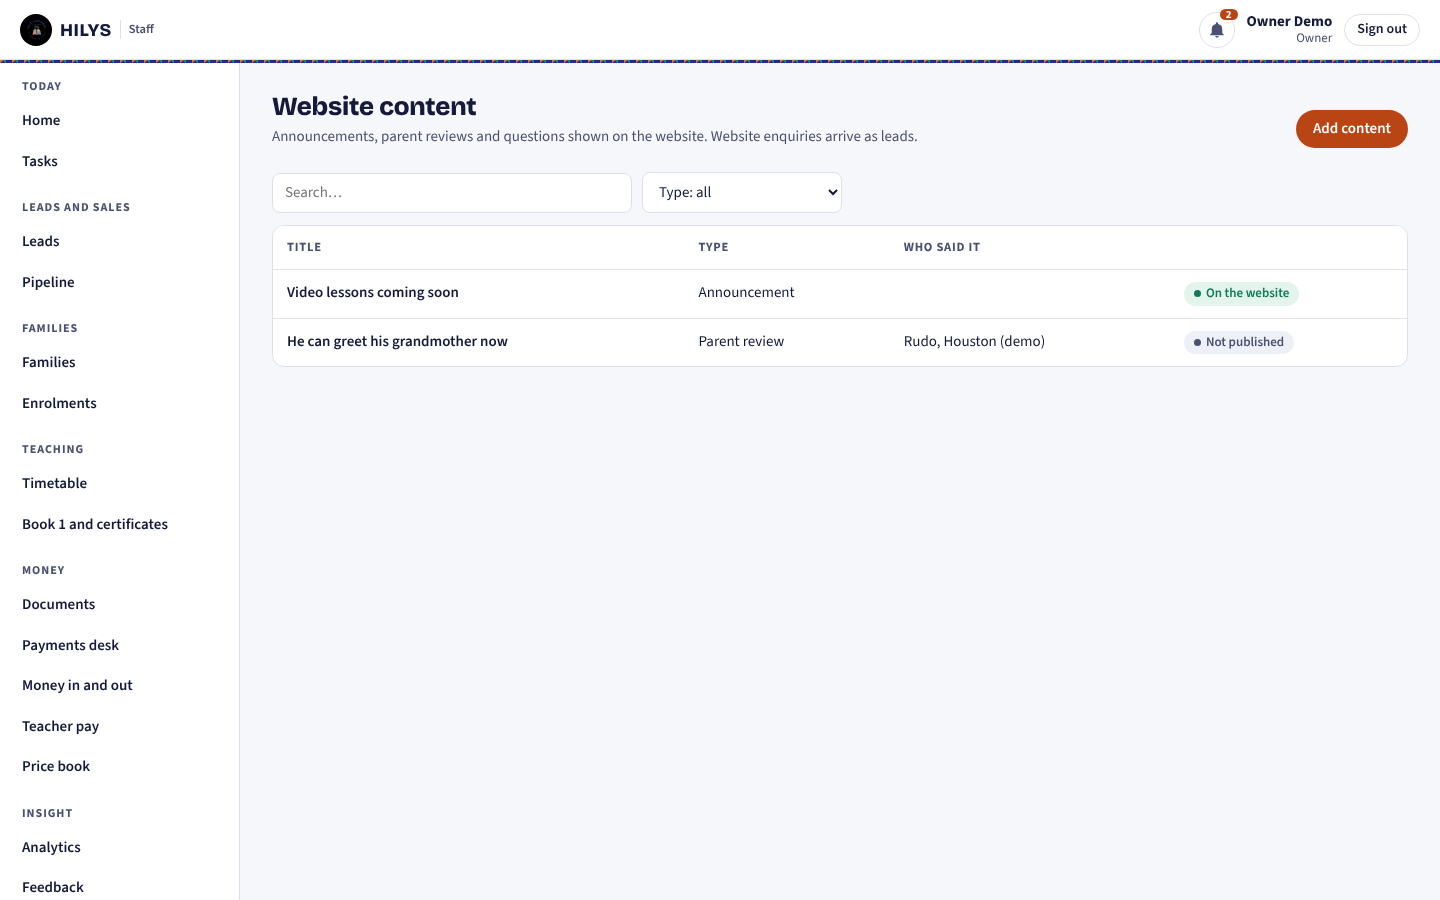 HILYS Staff
2
Owner Demo
Owner
Sign out
TODAY
Home
Tasks
LEADS AND SALES
Leads
Pipeline
FAMILIES
Families
Enrolments
TEACHING
Timetable
Book 1 and certificates
MONEY
Documents
Payments desk
Money in and out
Teacher pay
Price book
INSIGHT
Analytics
Feedback
Website content
Announcements, parent reviews and questions shown on the website. Website enquiries arrive as leads.
Add content
Search…
Type: all
TITLE TYPE WHO SAID IT
Video lessons coming soon Announcement On the website
He can greet his grandmother now Parent review Rudo, Houston (demo) Not published